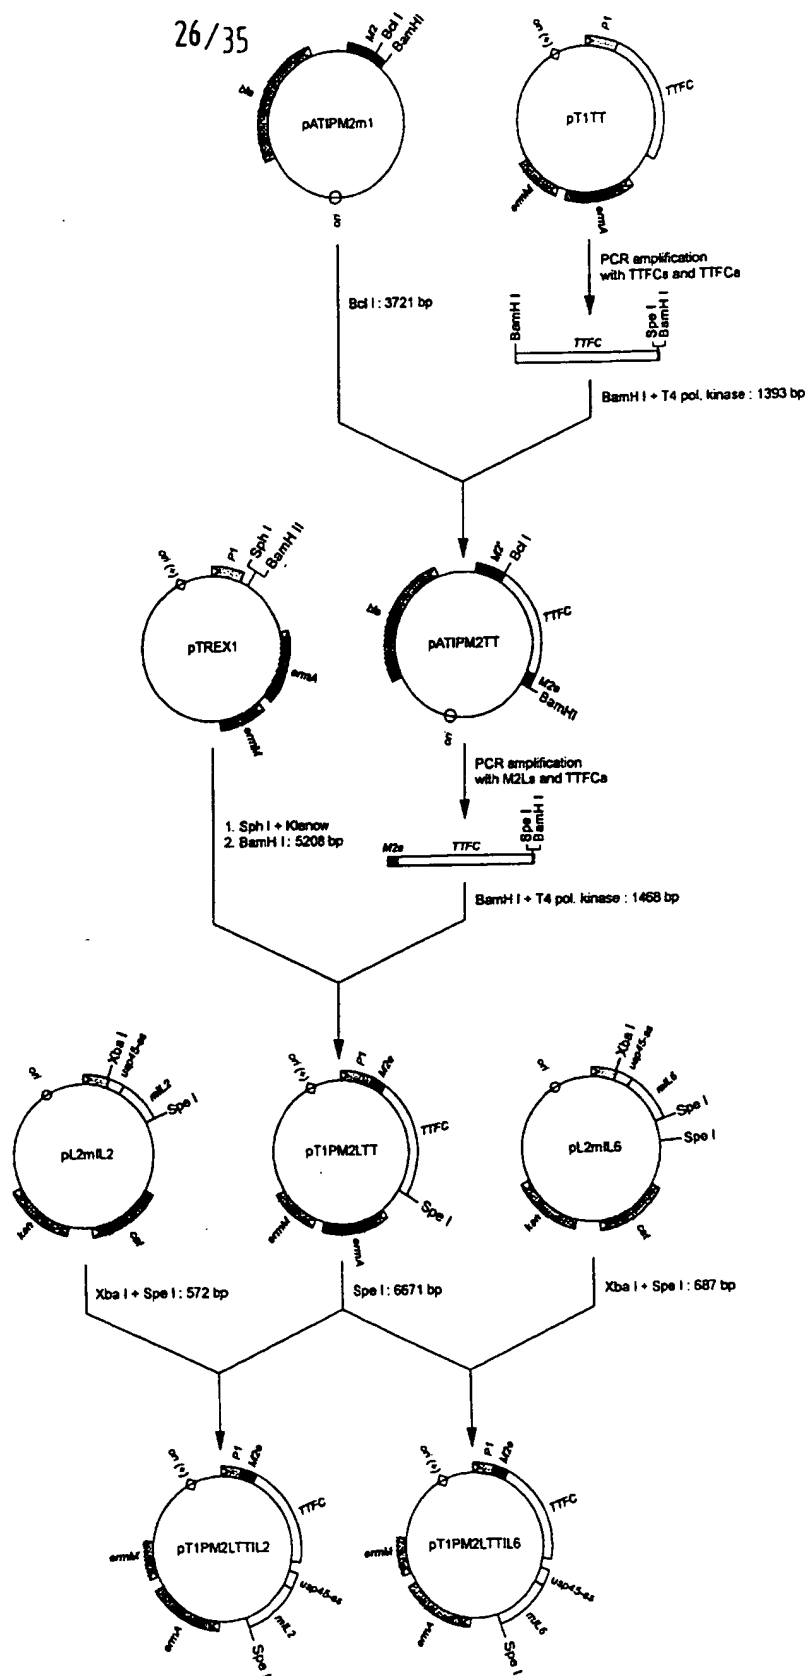 26/35
M2
Bcl I
BamHI
bla
pATIPM2m1
ori
ori (+)
P1
TTFC
pT1TT
ermM
ermA
PCR amplification
with TTFCs and TTFCa
Bcl I : 3721 bp
BamH I
Spe I
BamH I
TTFC
BamH I + T4 pol. kinase : 1393 bp
ori (+)
P1
Sph I
BamH II
pTREX1
ermA
ermM
M2*
Bcl I
bla
TTFC
pATIPM2TT
M2e
BamHI
ori
PCR amplification
with M2Ls and TTFCa
1. Sph I + Klenow
2. BamH I : 5208 bp
M2e
TTFC
Spe I
BamH I
BamH I + T4 pol. kinase : 1468 bp
ori
Xba I
usp45-ss
mIL2
Spe I
pL2mIL2
kan
cat
ori (+)
P1
M2e
TTFC
pT1PM2LTT
Spe I
ermM
ermA
ori
Xba I
usp45-ss
mIL6
Spe I
Spe I
pL2mIL6
kan
cat
Xba I + Spe I : 572 bp
Spe I : 6671 bp
Xba I + Spe I : 687 bp
ori (+)
P1
M2e
TTFC
pT1PM2LTTIL2
ermM
usp45-ss
ermA
mIL2
Spe I
ori (+)
P1
M2e
TTFC
pT1PM2LTTIL6
ermM
usp45-ss
ermA
mIL6
Spe I